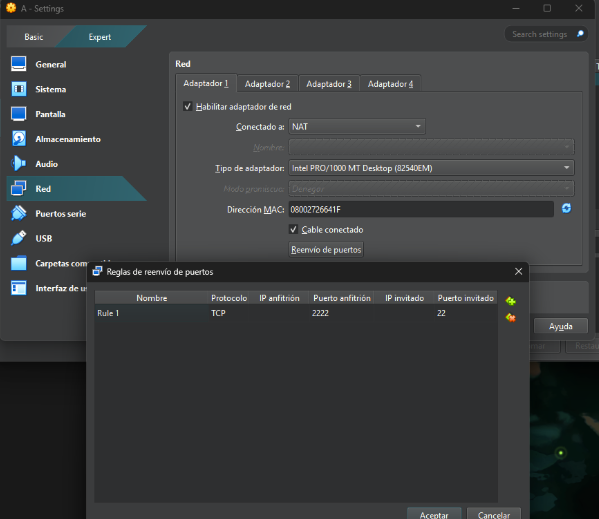 A - Settings
Basic
Expert
Search settings
General
Sistema
Pantalla
Almacenamiento
Audio
Red
Puertos serie
USB
Carpetas com
Interfaz de u
Red
Adaptador 1
Adaptador 2
Adaptador 3
Adaptador 4
Habilitar adaptador de red
Conectado a: NAT
Nombre:
Tipo de adaptador: Intel PRO/1000 MT Desktop (82540EM)
Modo promiscuo: Denegar
Dirección MAC: 08002726641F
Cable conectado
Reenvío de puertos
Ayuda
Reglas de reenvío de puertos
Nombre Protocolo IP anfitrión Puerto anfitrión IP invitado Puerto invitado
Rule 1 TCP 2222 22
Aceptar
Cancelar